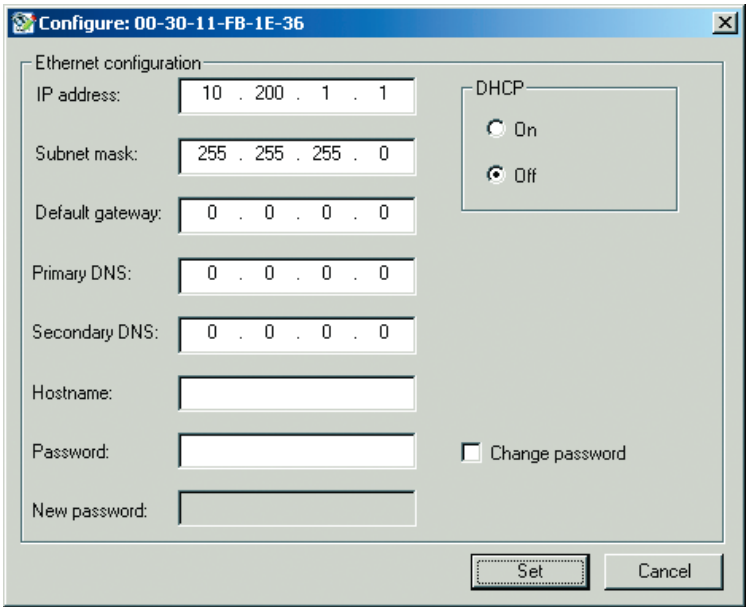 Configure: 00-30-11-FB-1E-36
Ethernet configuration
IP address: 10 . 200 . 1 . 1
DHCP
On
Subnet mask: 255 . 255 . 255 . 0
Off
Default gateway: 0 . 0 . 0 . 0
Primary DNS: 0 . 0 . 0 . 0
Secondary DNS: 0 . 0 . 0 . 0
Hostname:
Password:
Change password
New password:
Set
Cancel